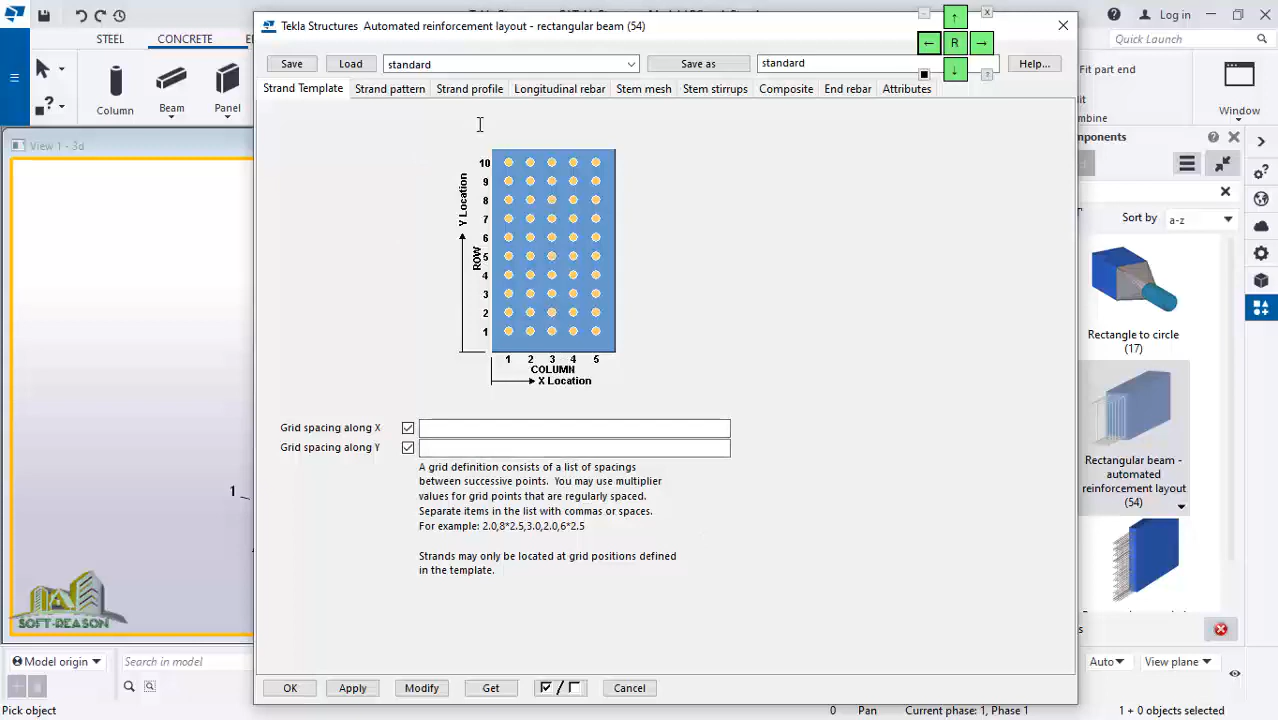 Tekla Structures Automated reinforcement layout - rectangular beam (54)
Log in
Quick Launch
STEEL
CONCRETE
Column
Beam
Panel
Fit part end
Window
Save
Load
standard
Save as
standard
Help...
R
X
?
Strand Template
Strand pattern
Strand profile
Longitudinal rebar
Stem mesh
Stem stirrups
Composite
End rebar
Attributes
View 1 - 3d
Sort by
a-z
10
9
8
7
6
5
4
3
2
1
Y Location
ROW
1 2 3 4 5
COLUMN
X Location
Rectangle to circle
(17)
Rectangular beam -
automated
reinforcement layout
(54)
Grid spacing along X
Grid spacing along Y
A grid definition consists of a list of spacings
between successive points. You may use multiplier
values for grid points that are regularly spaced.
Separate items in the list with commas or spaces.
For example: 2.0,8*2.5,3.0,2.0,6*2.5
Strands may only be located at grid positions defined
in the template.
1
SOFT-REASON
Model origin
Search in model
Auto
View plane
OK
Apply
Modify
Get
Cancel
Pick object
0
Pan
Current phase: 1, Phase 1
1 + 0 objects selected